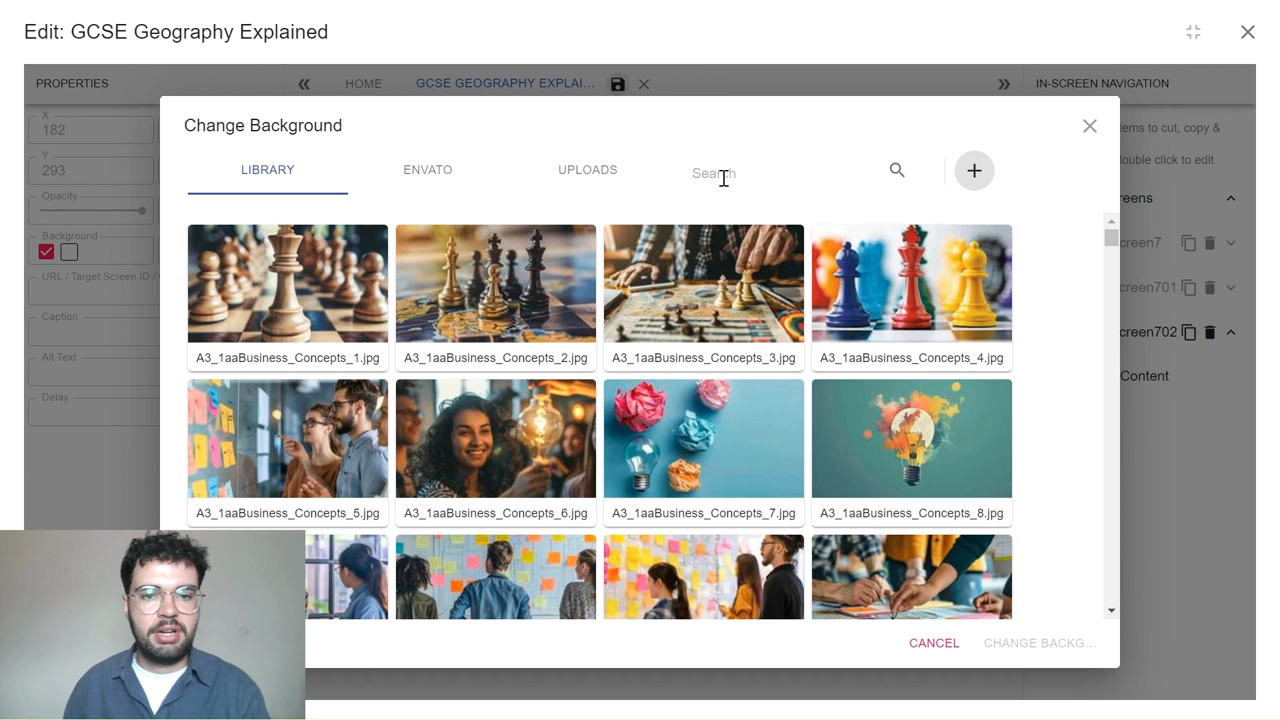 Edit: GCSE Geography Explained
PROPERTIES
HOME
GCSE GEOGRAPHY EXPLAI...
IN-SCREEN NAVIGATION
X
182
Y
293
Opacity
Background
URL / Target Screen ID /
Caption
Alt Text
Delay
Change Background
LIBRARY
ENVATO
UPLOADS
Search
A3_1aaBusiness_Concepts_1.jpg
A3_1aaBusiness_Concepts_2.jpg
A3_1aaBusiness_Concepts_3.jpg
A3_1aaBusiness_Concepts_4.jpg
A3_1aaBusiness_Concepts_5.jpg
A3_1aaBusiness_Concepts_6.jpg
A3_1aaBusiness_Concepts_7.jpg
A3_1aaBusiness_Concepts_8.jpg
CANCEL
CHANGE BACKG...
tems to cut, copy &
ouble click to edit
reens
creen7
creen701
creen702
Content